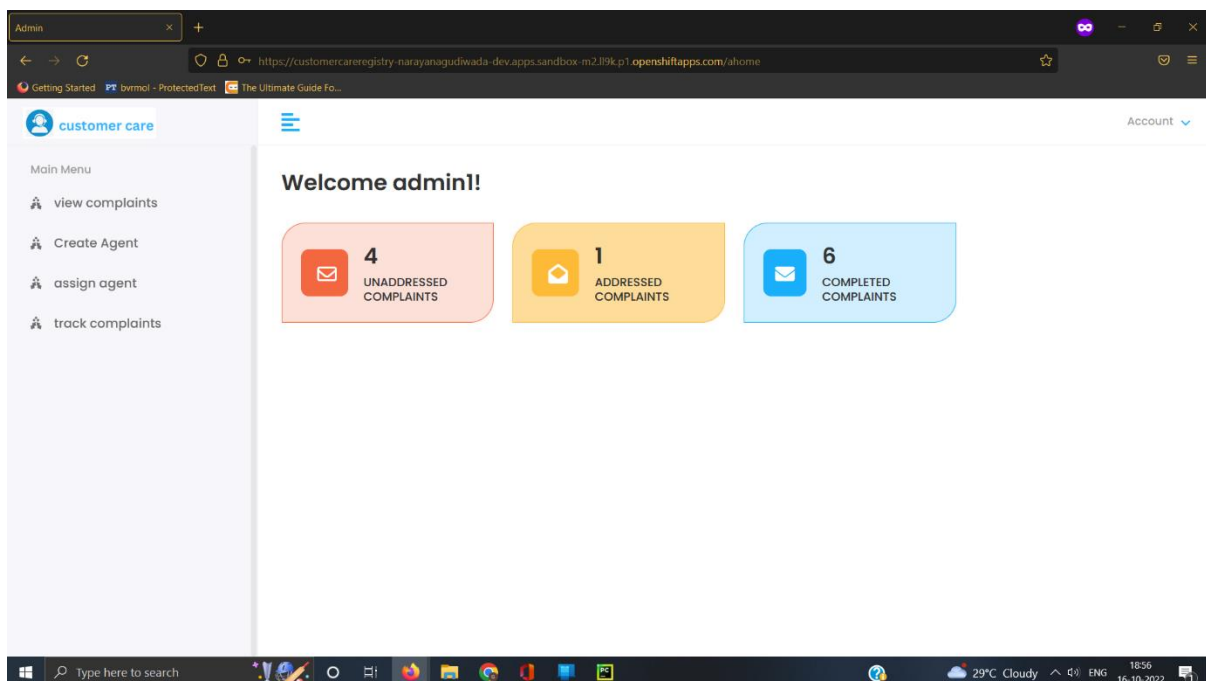 Admin
https://customercareregistry-narayanagudiwada-dev.apps.sandbox-m2.ll9k.p1.openshiftapps.com/ahome
Getting Started PT bvrmol - ProtectedText The Ultimate Guide Fo...
customer care
Account
Main Menu
view complaints
Create Agent
assign agent
track complaints
Welcome admin1!
4
UNADDRESSED
COMPLAINTS
1
ADDRESSED
COMPLAINTS
6
COMPLETED
COMPLAINTS
Type here to search
PC
29°C Cloudy
ENG
18:56
16-10-2022